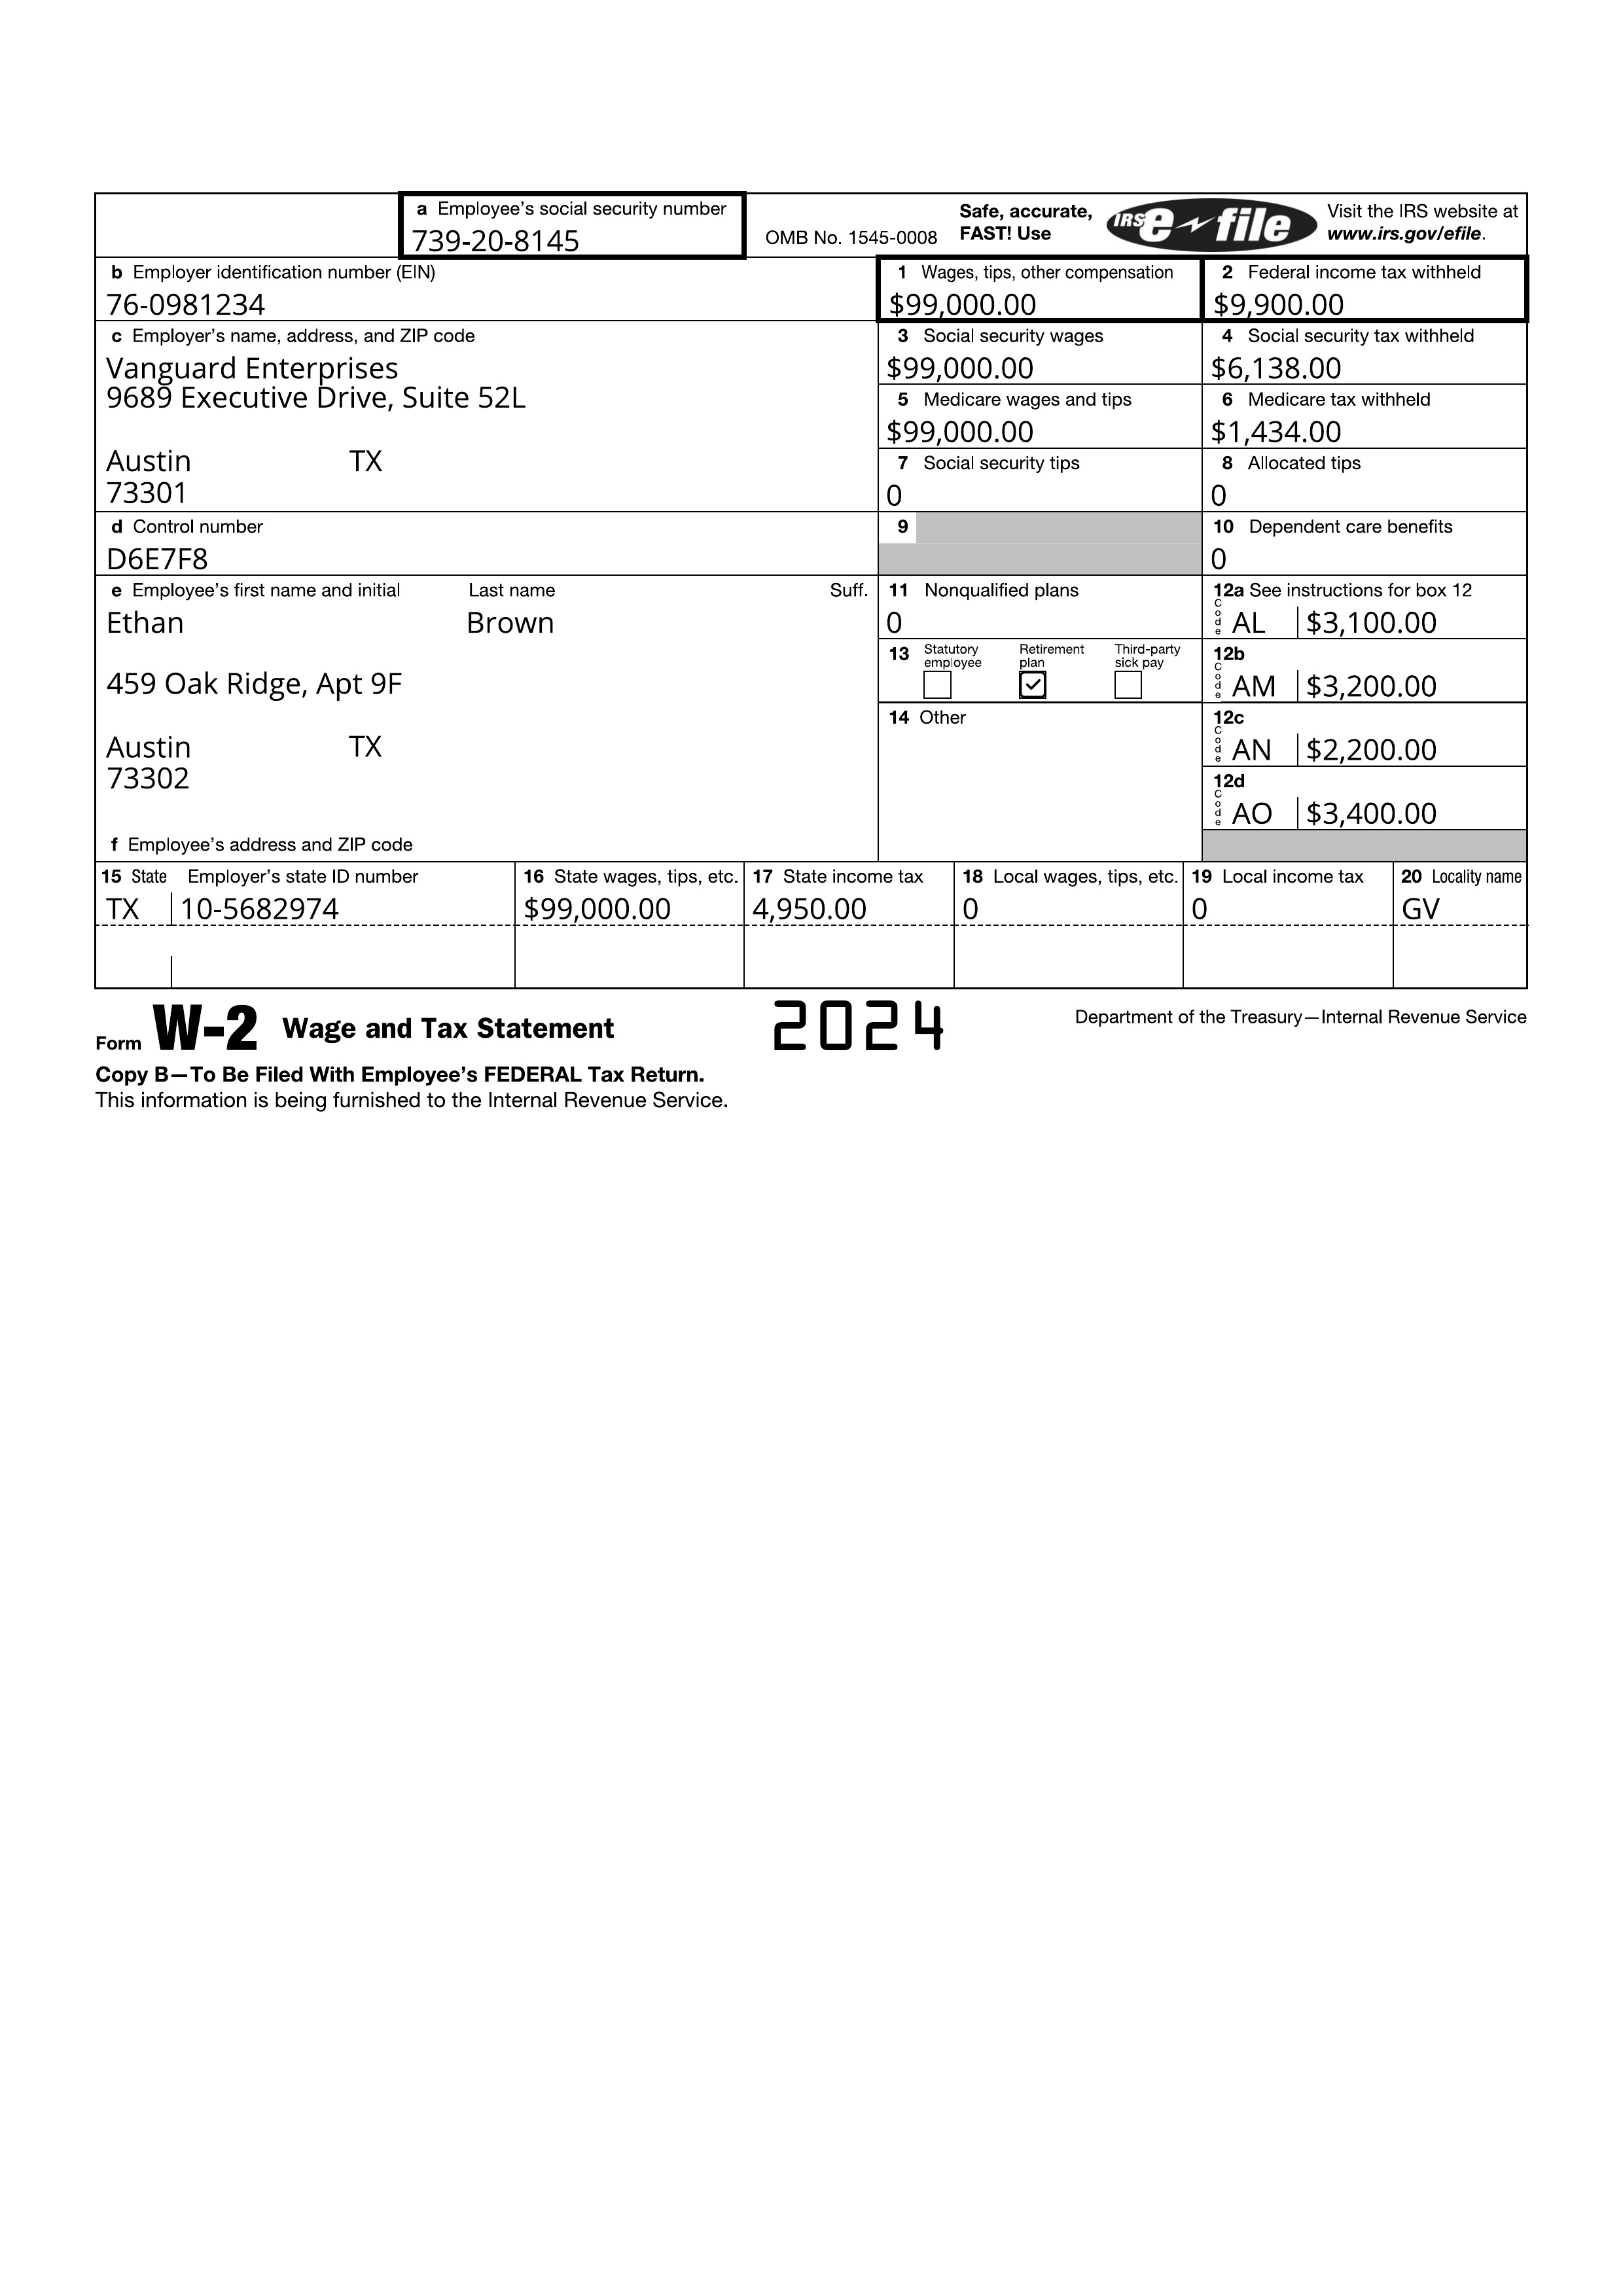 a Employee's social security number
739-20-8145
OMB No. 1545-0008
Safe, accurate,
FAST! Use
IRS e-file
Visit the IRS website at
www.irs.gov/efile.
b Employer identification number (EIN)
76-0981234
1 Wages, tips, other compensation
$99,000.00
2 Federal income tax withheld
$9,900.00
c Employer's name, address, and ZIP code
Vanguard Enterprises
9689 Executive Drive, Suite 52L
Austin TX
73301
3 Social security wages
$99,000.00
4 Social security tax withheld
$6,138.00
5 Medicare wages and tips
$99,000.00
6 Medicare tax withheld
$1,434.00
7 Social security tips
0
8 Allocated tips
0
d Control number
D6E7F8
9
10 Dependent care benefits
0
e Employee's first name and initial Last name Suff.
Ethan Brown
459 Oak Ridge, Apt 9F
Austin TX
73302
f Employee's address and ZIP code
11 Nonqualified plans
0
12a See instructions for box 12
Code AL $3,100.00
13 Statutory employee Retirement plan Third-party sick pay
12b
Code AM $3,200.00
14 Other
12c
Code AN $2,200.00
12d
Code AO $3,400.00
15 State Employer's state ID number 16 State wages, tips, etc. 17 State income tax 18 Local wages, tips, etc. 19 Local income tax 20 Locality name
TX 10-5682974 $99,000.00 4,950.00 0 0 GV
Form W-2 Wage and Tax Statement 2024 Department of the Treasury—Internal Revenue Service
Copy B—To Be Filed With Employee's FEDERAL Tax Return.
This information is being furnished to the Internal Revenue Service.